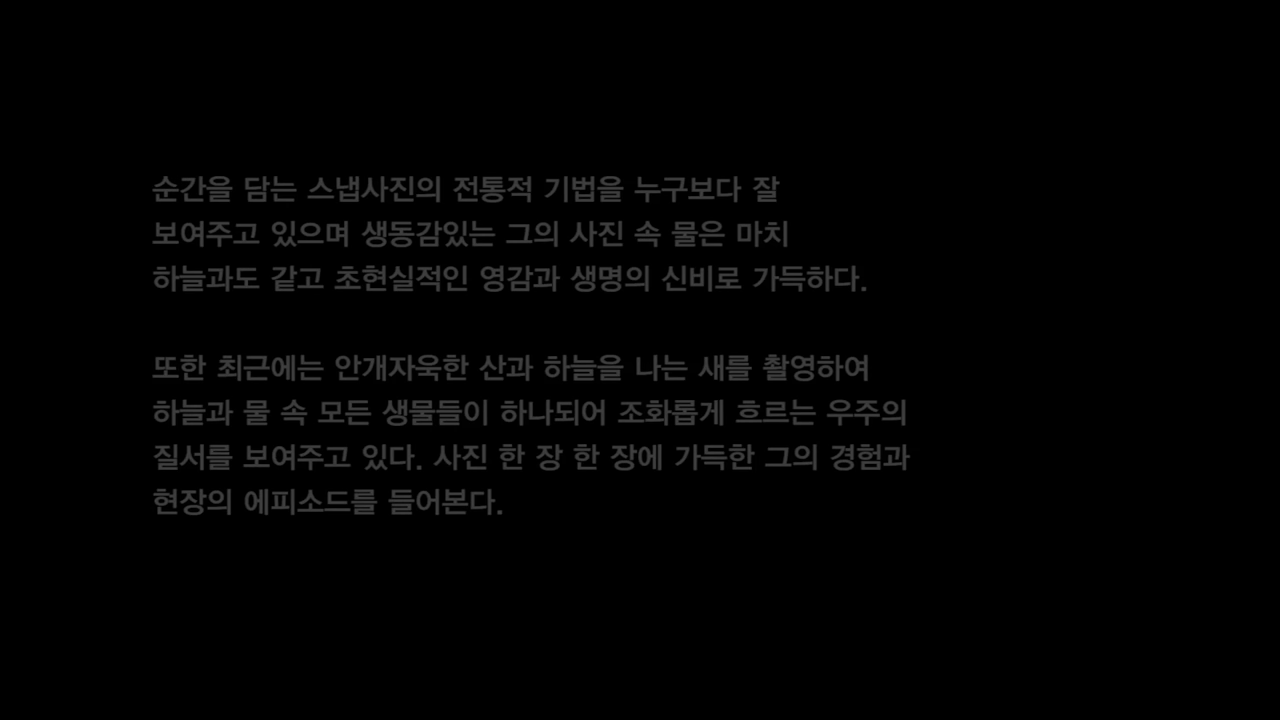 순간을 담는 스냅사진의 전통적 기법을 누구보다 잘
보여주고 있으며 생동감있는 그의 사진 속 물은 마치
하늘과도 같고 초현실적인 영감과 생명의 신비로 가득하다.
또한 최근에는 안개자욱한 산과 하늘을 나는 새를 촬영하여
하늘과 물 속 모든 생물들이 하나되어 조화롭게 흐르는 우주의
질서를 보여주고 있다. 사진 한 장 한 장에 가득한 그의 경험과
현장의 에피소드를 들어본다.